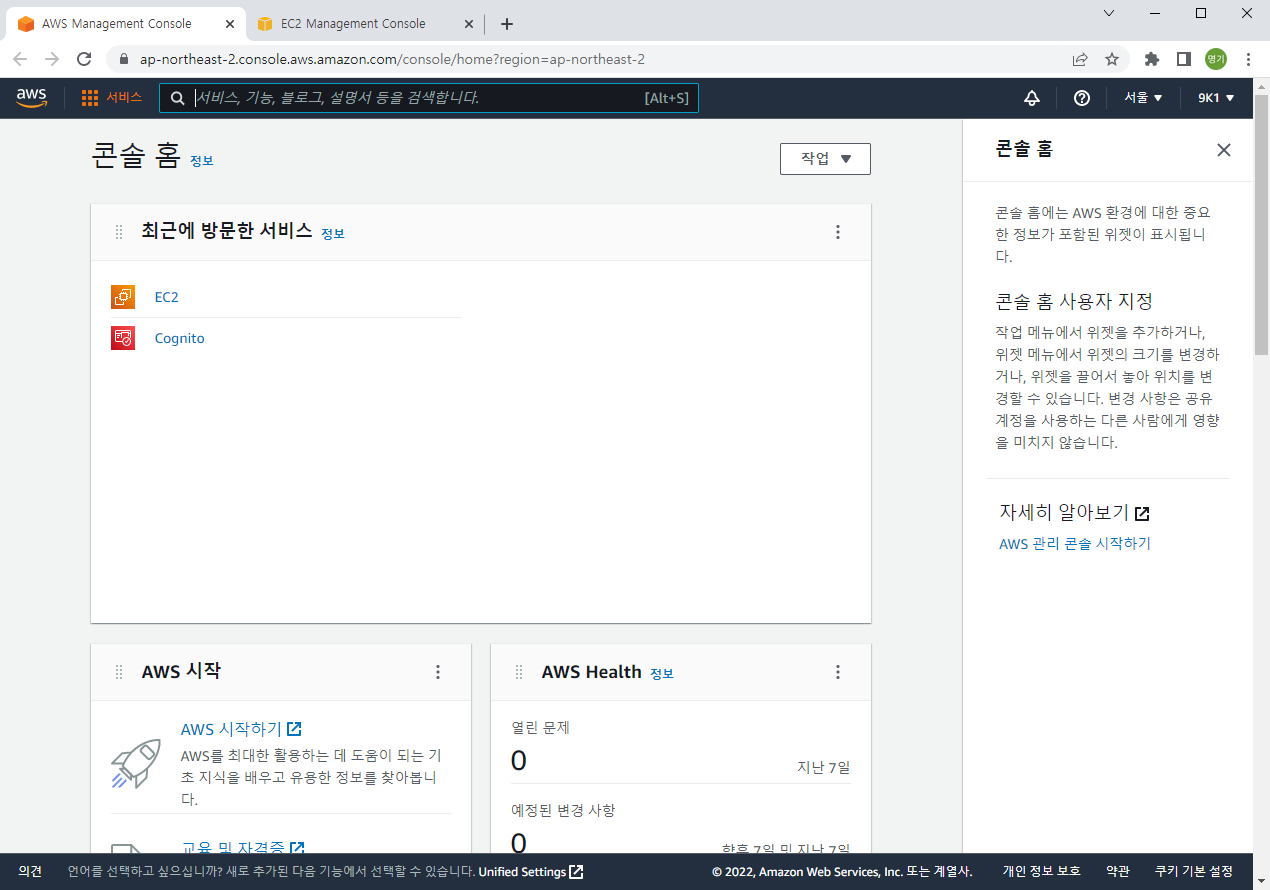 AWS Management Console
EC2 Management Console
ap-northeast-2.console.aws.amazon.com/console/home?region=ap-northeast-2
명기
aws
서비스
서비스, 기능, 블로그, 설명서 등을 검색합니다.
[Alt+S]
서울
9K1
콘솔 홈 정보
작업
최근에 방문한 서비스 정보
EC2
Cognito
AWS 시작
AWS 시작하기
AWS를 최대한 활용하는 데 도움이 되는 기
초 지식을 배우고 유용한 정보를 찾아봅니
다.
교육 및 자격증
AWS Health 정보
열린 문제
0
지난 7일
예정된 변경 사항
0
향후 7일 및 지난 7일
콘솔 홈
콘솔 홈에는 AWS 환경에 대한 중요
한 정보가 포함된 위젯이 표시됩니
다.
콘솔 홈 사용자 지정
작업 메뉴에서 위젯을 추가하거나,
위젯 메뉴에서 위젯의 크기를 변경하
거나, 위젯을 끌어서 놓아 위치를 변
경할 수 있습니다. 변경 사항은 공유
계정을 사용하는 다른 사람에게 영향
을 미치지 않습니다.
자세히 알아보기
AWS 관리 콘솔 시작하기
의견
언어를 선택하고 싶으십니까? 새로 추가된 다음 기능에서 선택할 수 있습니다. Unified Settings
© 2022, Amazon Web Services, Inc. 또는 계열사.
개인 정보 보호
약관
쿠키 기본 설정